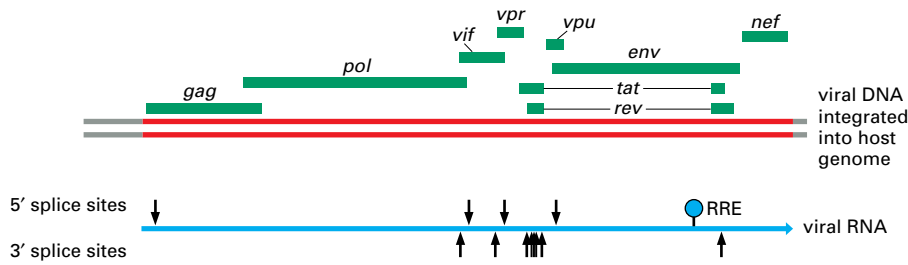 vpr
nef
vif
vpu
pol
env
gag
tat
rev
viral DNA
integrated
into host
genome
5′ splice sites
RRE
viral RNA
3′ splice sites